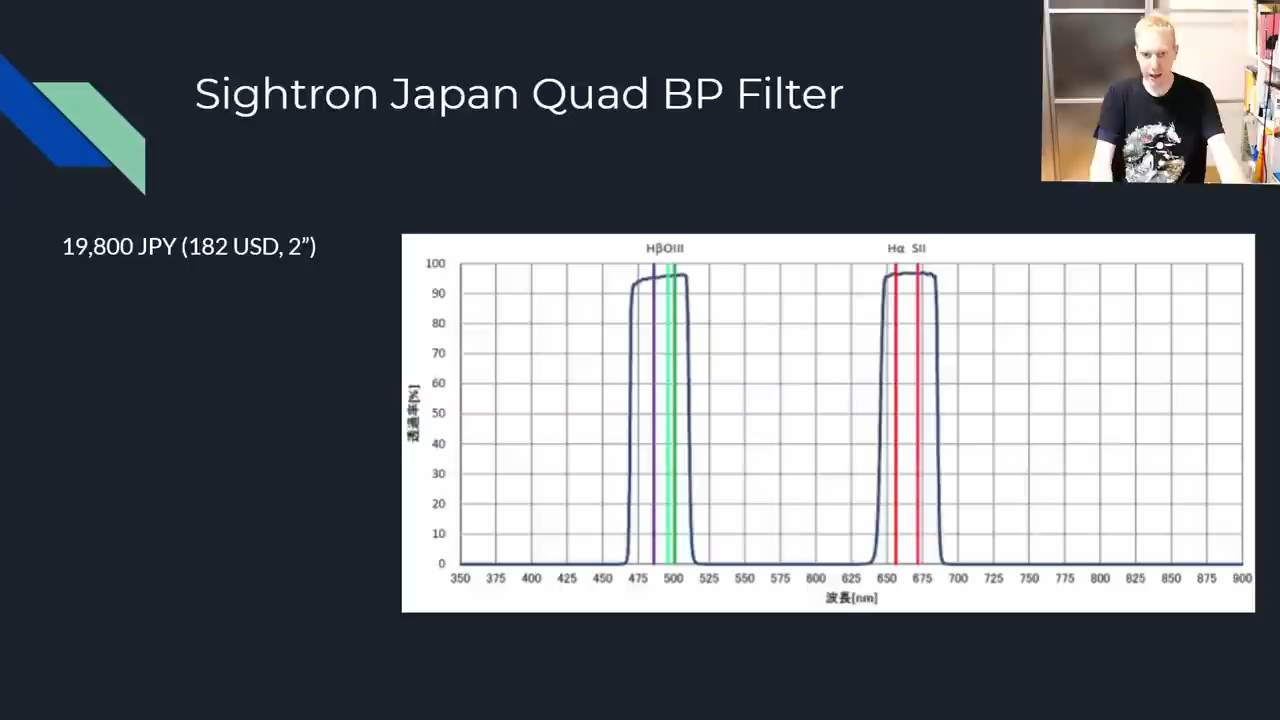 Sightron Japan Quad BP Filter
19,800 JPY (182 USD, 2”)
HβOIII
Hα SII
100
90
80
70
60
50
40
30
20
10
0
透過率[%]
350 375 400 425 450 475 500 525 550 575 600 625 650 675 700 725 750 775 800 825 850 875 900
波長[nm]